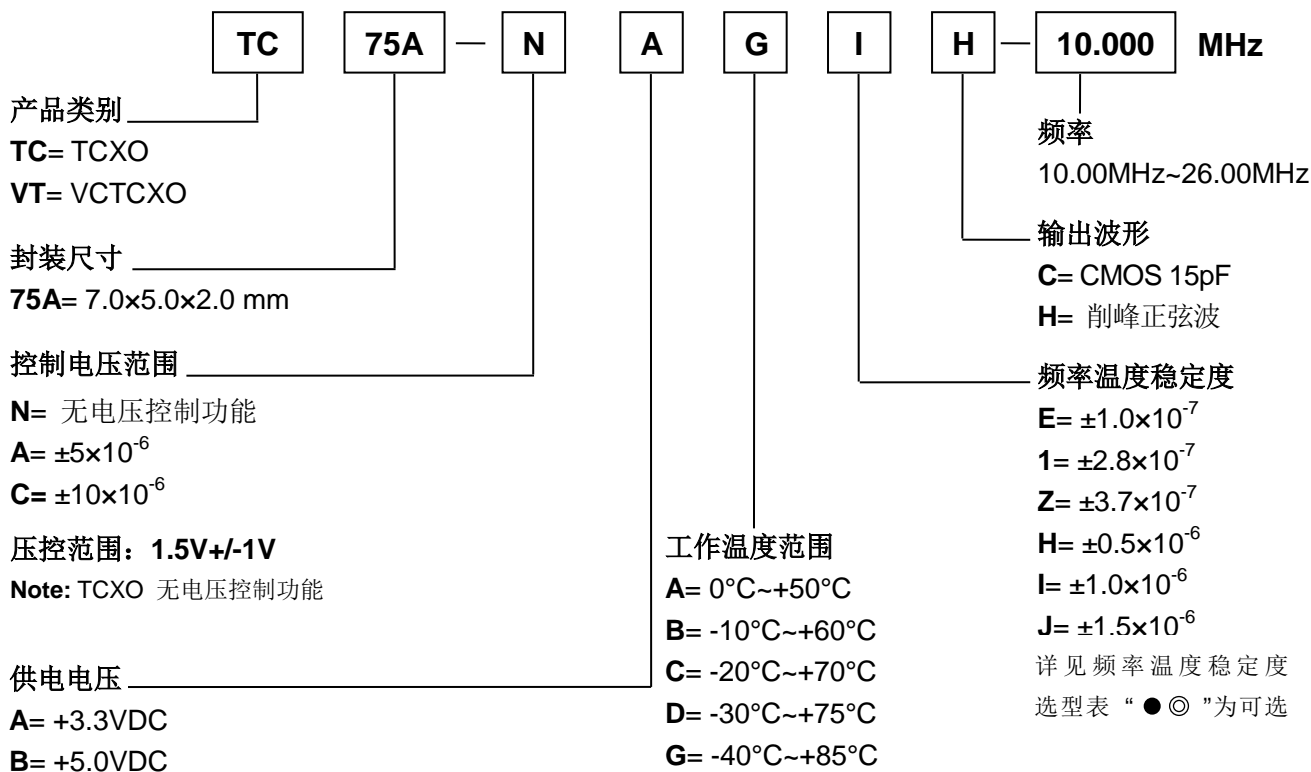 TC 75A — N A G I H — 10.000 MHz
产品类别
TC= TCXO
VT= VCTCXO
封装尺寸
75A= 7.0×5.0×2.0 mm
控制电压范围
N= 无电压控制功能
A= ±5×10⁻⁶
C= ±10×10⁻⁶
压控范围：1.5V+/-1V
Note: TCXO 无电压控制功能
供电电压
A= +3.3VDC
B= +5.0VDC
工作温度范围
A= 0°C~+50°C
B= -10°C~+60°C
C= -20°C~+70°C
D= -30°C~+75°C
G= -40°C~+85°C
频率
10.00MHz~26.00MHz
输出波形
C= CMOS 15pF
H= 削峰正弦波
频率温度稳定度
E= ±1.0×10⁻⁷
1= ±2.8×10⁻⁷
Z= ±3.7×10⁻⁷
H= ±0.5×10⁻⁶
I= ±1.0×10⁻⁶
J= ±1.5×10⁻⁶
详见频率温度稳定度
选型表 “ ●◎ ”为可选